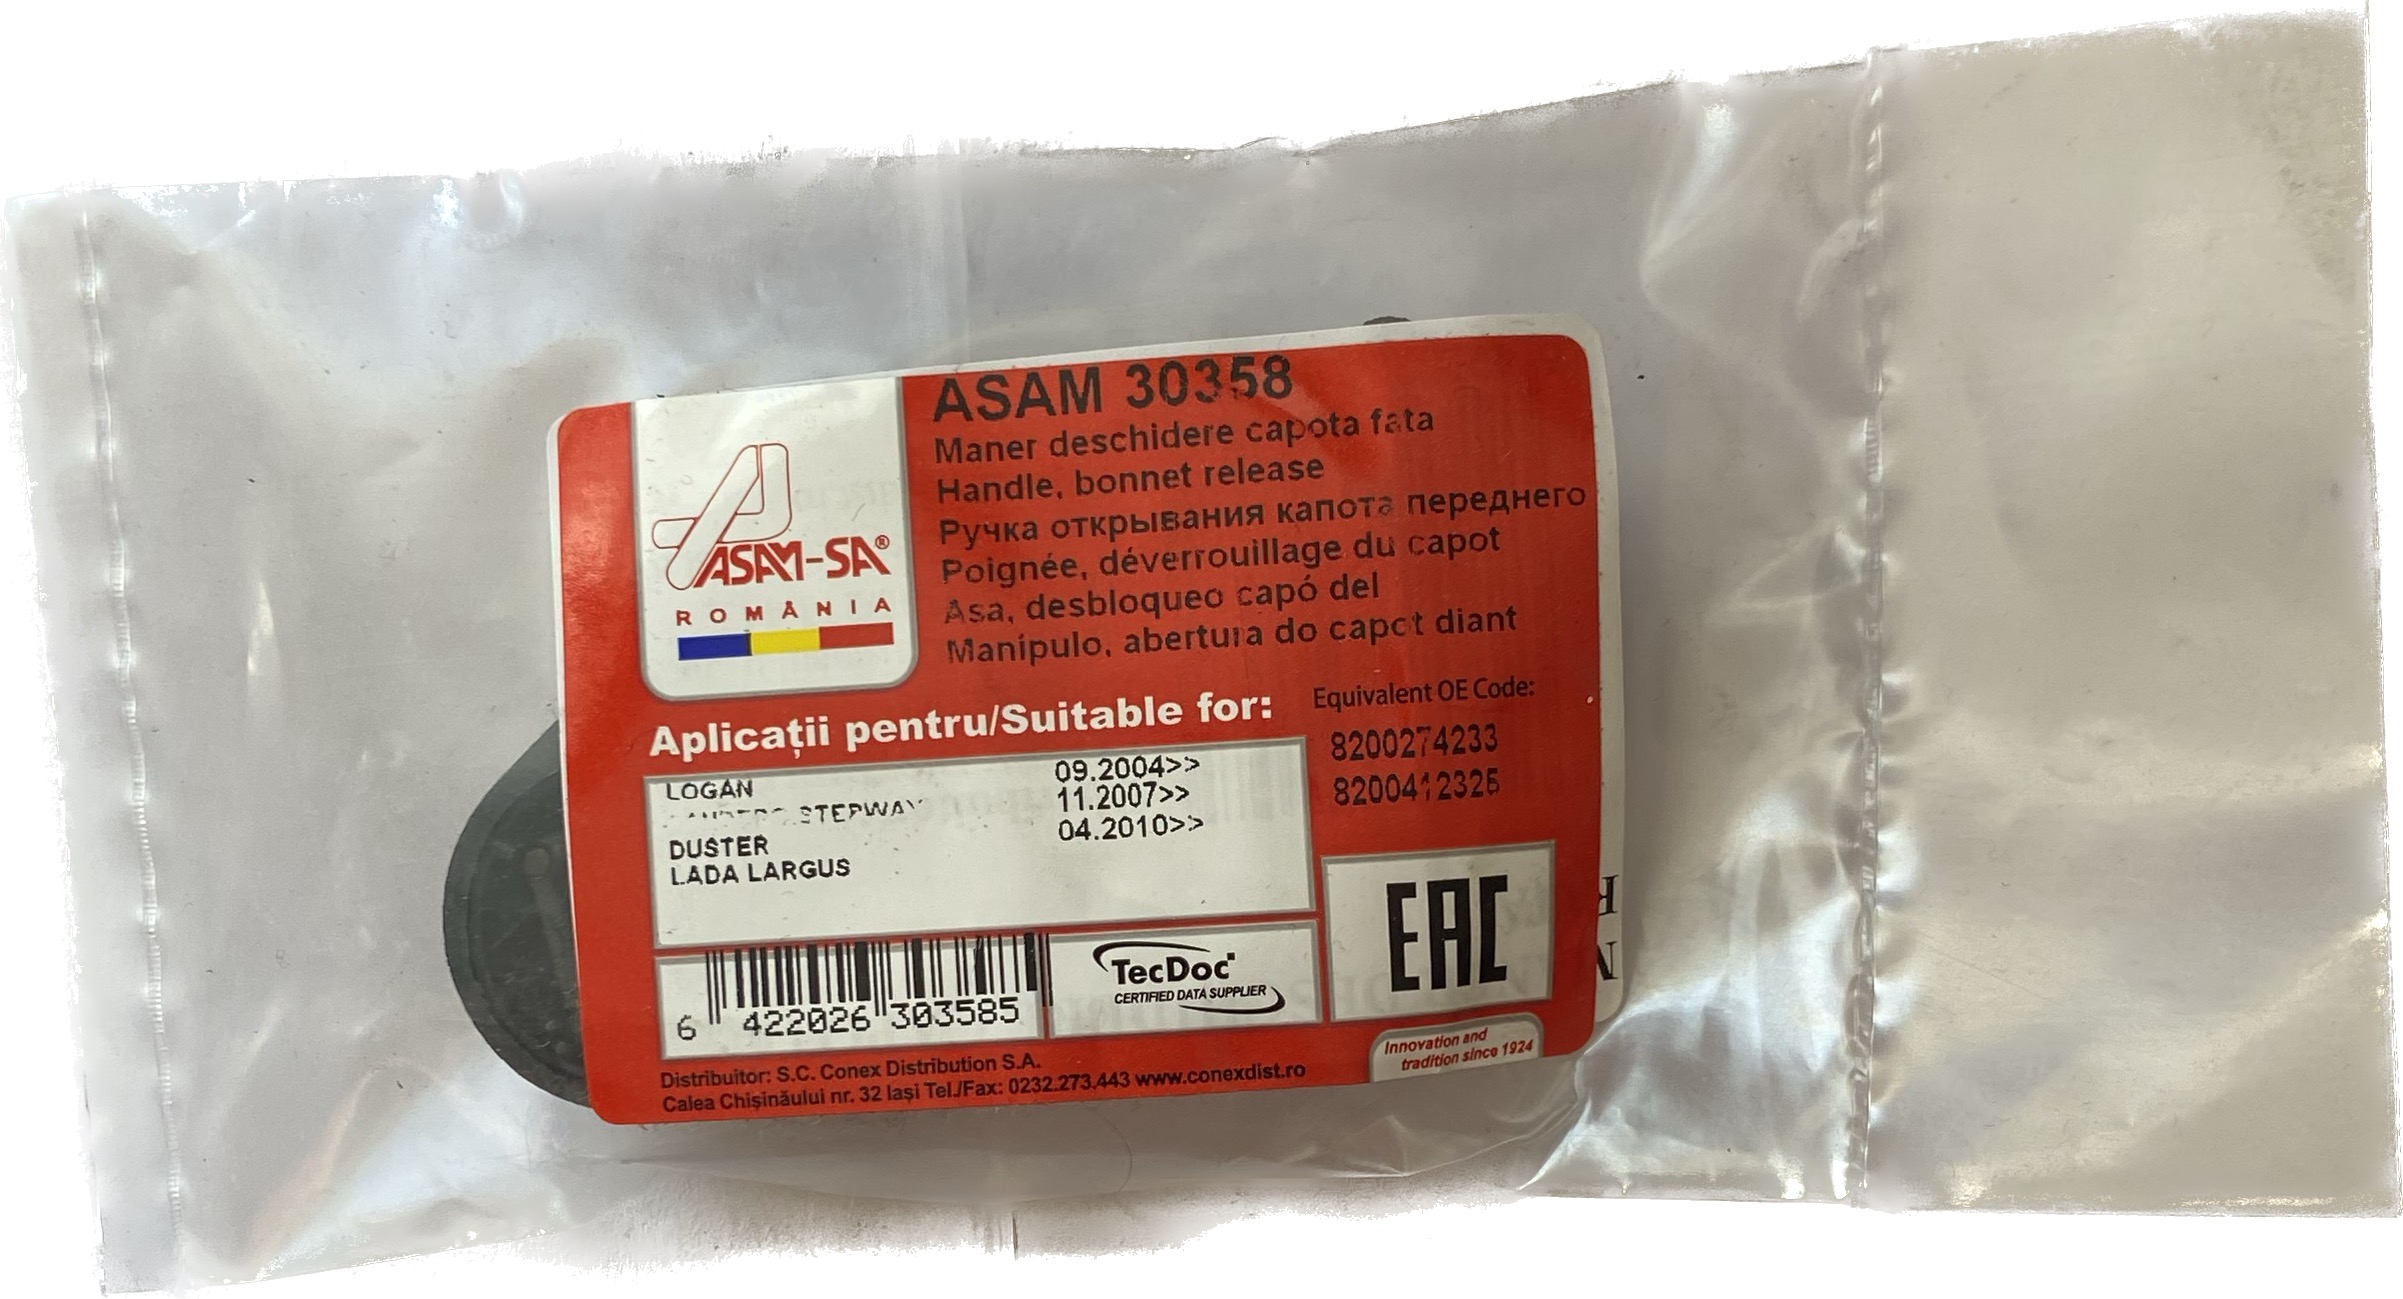 ASAM 30358
Maner deschidere capota fata
Handle, bonnet release
Ручка открывания капота переднего
Poignée, déverrouillage du capot
Asa, desbloqueo capó del
Manipulo, abertura do capot diant
ASAM-SA®
ROMÂNIA
Aplicații pentru/Suitable for:
Equivalent OE Code:
8200274233
LOGAN 09.2004>>
STEPWAY 11.2007>>
DUSTER 04.2010>>
LADA LARGUS
EAC
TecDoc
CERTIFIED DATA SUPPLIER
6 422026 303585
Innovation and
tradition since 1924
Distribuitor: S.C. Conex Distribution S.A.
Calea Chișinăului nr. 32 Iași Tel./Fax: 0232.273.443 www.conexdist.ro